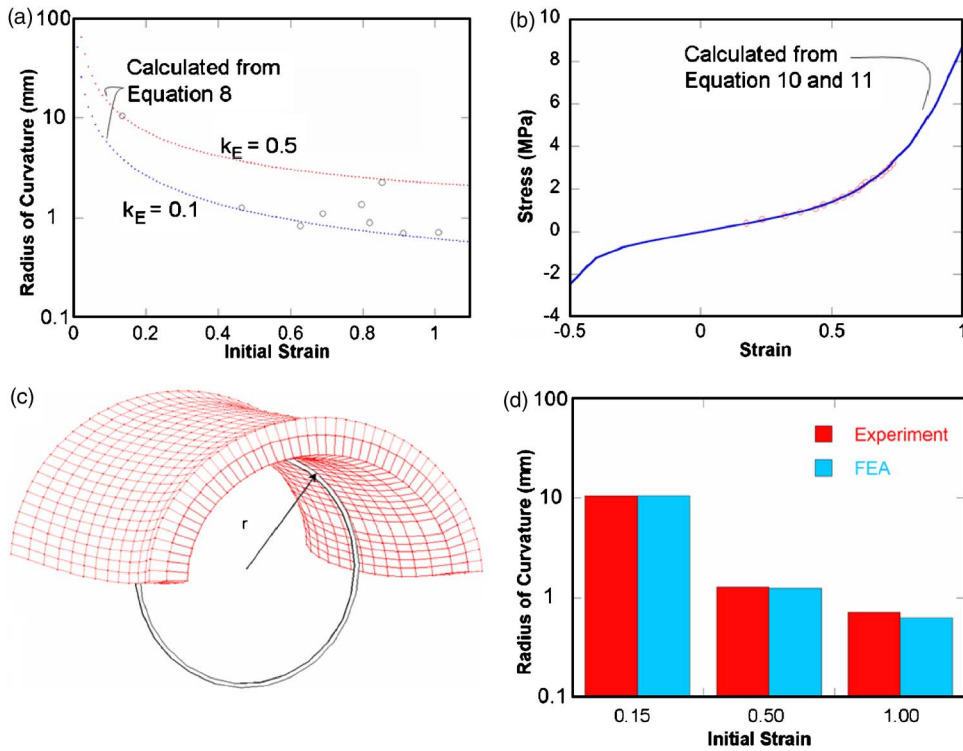 (a)
100
10
1
0.1
Radius of Curvature (mm)
Calculated from
Equation 8
k_E = 0.5
k_E = 0.1
0 0.2 0.4 0.6 0.8 1
Initial Strain
(b)
10
8
6
4
2
0
-2
-4
Stress (MPa)
Calculated from
Equation 10 and 11
-0.5 0 0.5 1
Strain
(c)
r
(d)
100
10
1
0.1
Radius of Curvature (mm)
Experiment
FEA
0.15 0.50 1.00
Initial Strain